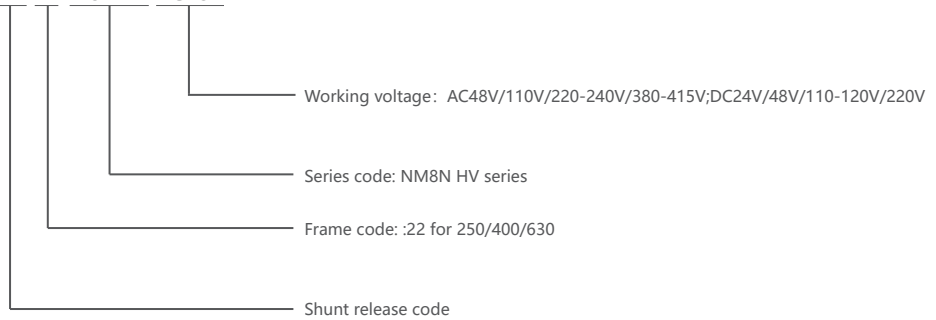 Working voltage：AC48V/110V/220-240V/380-415V;DC24V/48V/110-120V/220V
Series code: NM8N HV series
Frame code: :22 for 250/400/630
Shunt release code